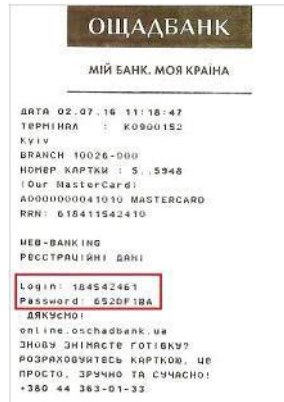 ОЩАДБАНК
МІЙ БАНК. МОЯ КРАЇНА
ДАТА 02.07.16 11:18:47
ТЕРМІНАЛ : K0900152
Kyiv
BRANCH 10026-000
НОМЕР КАРТКИ : 5..5948
(Our MasterCard)
A0000000041010 MASTERCARD
RRN: 618411542410
WEB-BANKING
РЕЄСТРАЦІЙНІ ДАНІ
Login: 184542461
Password: 652DF1BA
ДЯКУЄМО!
online.oschadbank.ua
ЗНОВУ ЗНІМАЄТЕ ГОТІВКУ?
РОЗРАХОВУЙТЕСЬ КАРТКОЮ, ЦЕ
ПРОСТО, ЗРУЧНО ТА СУЧАСНО!
+380 44 363-01-33